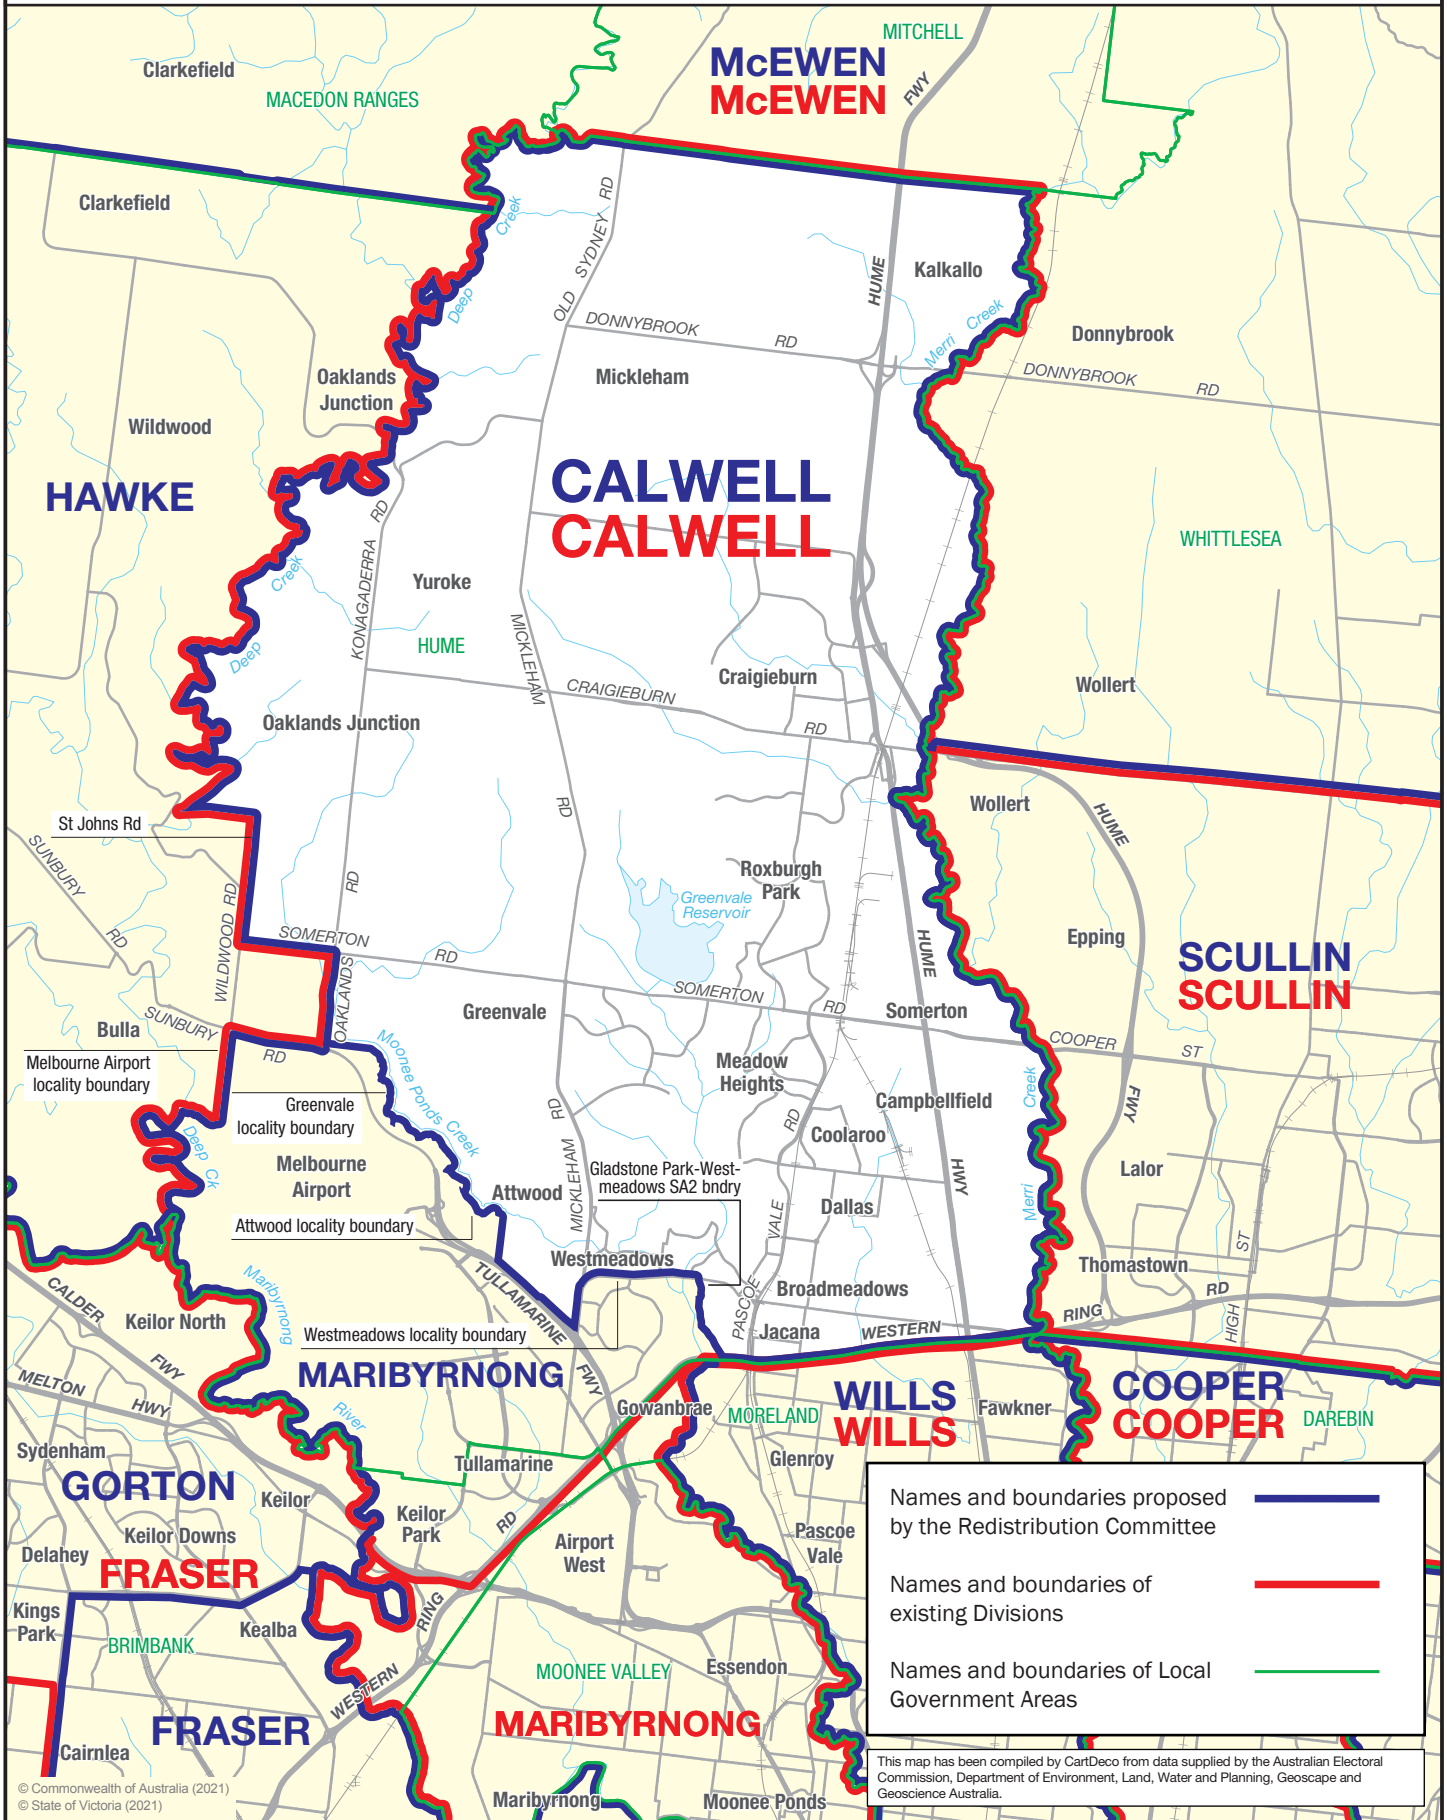 MITCHELL
McEWEN
McEWEN
Clarkefield
MACEDON RANGES
FWY
Clarkefield
Creek
OLD SYDNEY RD
HUME
Kalkallo
Deep
DONNYBROOK RD
Merri Creek
Donnybrook
DONNYBROOK RD
Oaklands
Junction
Mickleham
Wildwood
HAWKE
CALWELL
CALWELL
RD
WHITTLESEA
Creek
KONAGADERRA
Yuroke
HUME
MICKLEHAM
Deep
CRAIGIEBURN
Craigieburn
Wollert
Oaklands Junction
RD
St Johns Rd
RD
Wollert
HUME
SUNBURY
RD
WILDWOOD RD
RD
Roxburgh
Park
Greenvale
Reservoir
SOMERTON
RD
HUME
Epping
SCULLIN
SCULLIN
SOMERTON
RD
Bulla
SUNBURY
RD
OAKLANDS
Greenvale
Somerton
COOPER ST
Melbourne Airport
locality boundary
Moonee Ponds Creek
Meadow
Heights
Creek
FWY
Greenvale
locality boundary
RD
RD
Campbellfield
Coolaroo
Deep Ck
Melbourne
Airport
MICKLEHAM
Gladstone Park-West-
meadows SA2 bndry
HWY
Lalor
Attwood
Dallas
Merri
Attwood locality boundary
VALE
ST
Westmeadows
Thomastown
CALDER
Maribyrnong
TULLAMARINE
PASCOE
Broadmeadows
RD
Keilor North
Westmeadows locality boundary
Jacana
WESTERN
RING
HIGH
FWY
MARIBYRNONG
FWY
MELTON
HWY
WILLS
WILLS
COOPER
COOPER
River
Gowanbrae
MORELAND
Fawkner
DAREBIN
Sydenham
Tullamarine
Glenroy
GORTON
Keilor
Keilor
Park
RD
Names and boundaries proposed
by the Redistribution Committee
Keilor Downs
Delahey
FRASER
Airport
West
Pascoe
Vale
Names and boundaries of
existing Divisions
Kings
Park
Kealba
RING
BRIMBANK
WESTERN
MOONEE VALLEY
Essendon
Names and boundaries of Local
Government Areas
FRASER
MARIBYRNONG
Cairnlea
This map has been compiled by CartDeco from data supplied by the Australian Electoral
Commission, Department of Environment, Land, Water and Planning, Geoscape and
Geoscience Australia.
© Commonwealth of Australia (2021)
© State of Victoria (2021)
Maribyrnong
Moonee Ponds